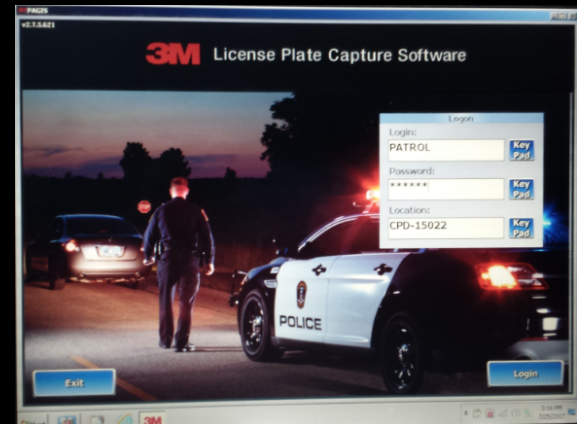 PAGIS
v2.7.5.621
3M License Plate Capture Software
Logon
Login:
PATROL
Key Pad
Password:
******
Key Pad
Location:
CPD-15022
Key Pad
POLICE
Exit
Login
3M